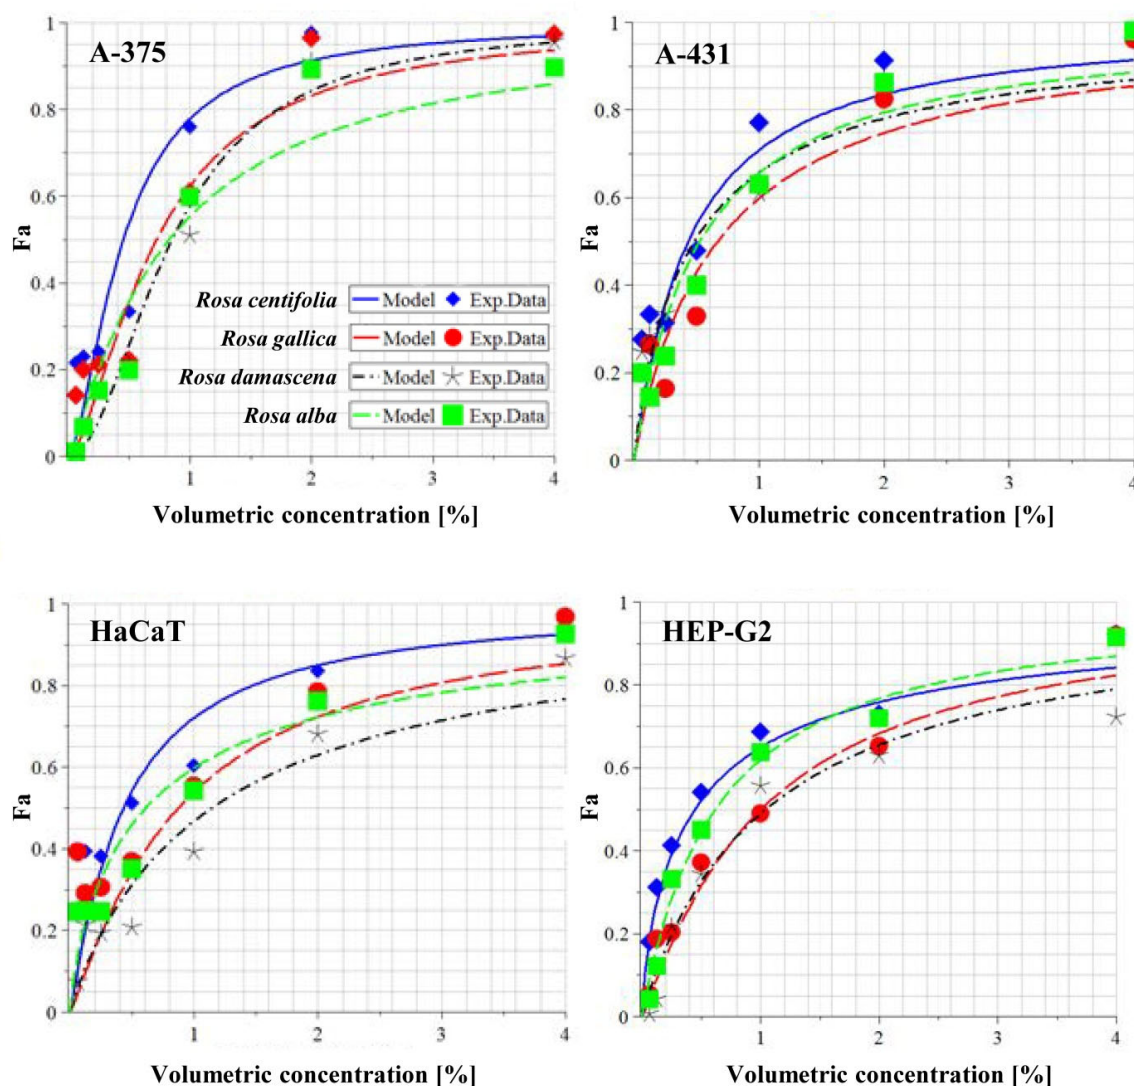 A-375
1
0.8
0.6
0.4
0.2
0
Fa
Rosa centifolia Model Exp.Data
Rosa gallica Model Exp.Data
Rosa damascena Model Exp.Data
Rosa alba Model Exp.Data
1 2 3 4
Volumetric concentration [%]
A-431
1
0.8
0.6
0.4
0.2
0
Fa
1 2 3 4
Volumetric concentration [%]
HaCaT
1
0.8
0.6
0.4
0.2
0
Fa
1 2 3 4
Volumetric concentration [%]
HEP-G2
1
0.8
0.6
0.4
0.2
0
Fa
1 2 3 4
Volumetric concentration [%]